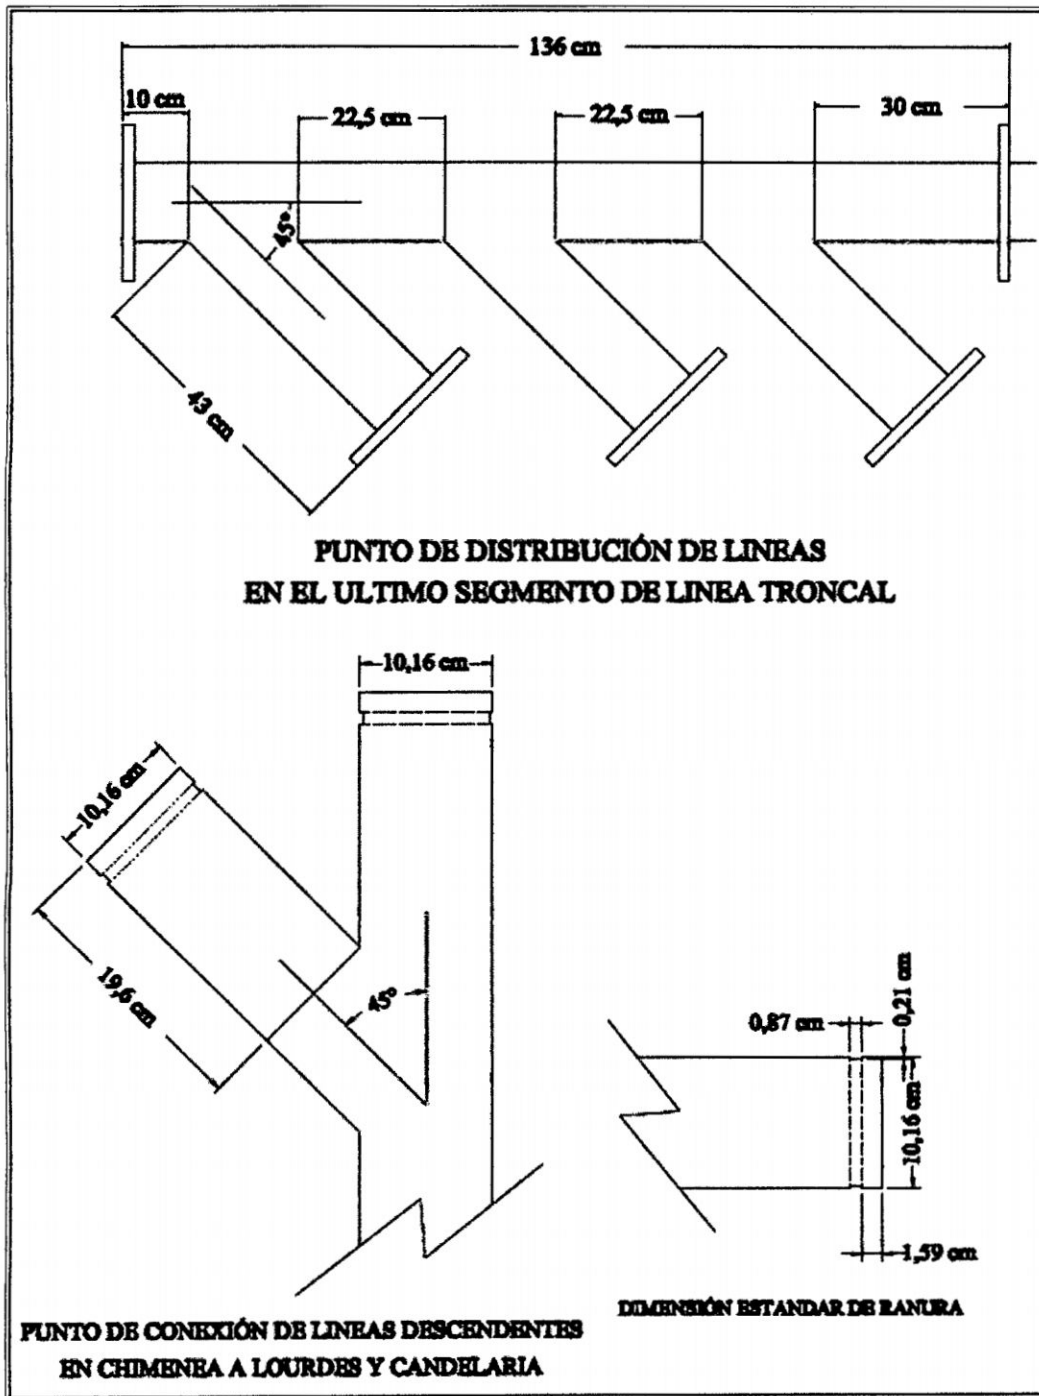 136 cm
10 cm
22,5 cm
22,5 cm
30 cm
45°
43 cm
PUNTO DE DISTRIBUCIÓN DE LINEAS
EN EL ULTIMO SEGMENTO DE LINEA TRONCAL
10,16 cm
10,16 cm
19,6 cm
45°
0,87 cm
0,21 cm
10,16 cm
1,59 cm
DIMENSIÓN ESTANDAR DE RANURA
PUNTO DE CONEXIÓN DE LINEAS DESCENDENTES
EN CHIMENEA A LOURDES Y CANDELARIA